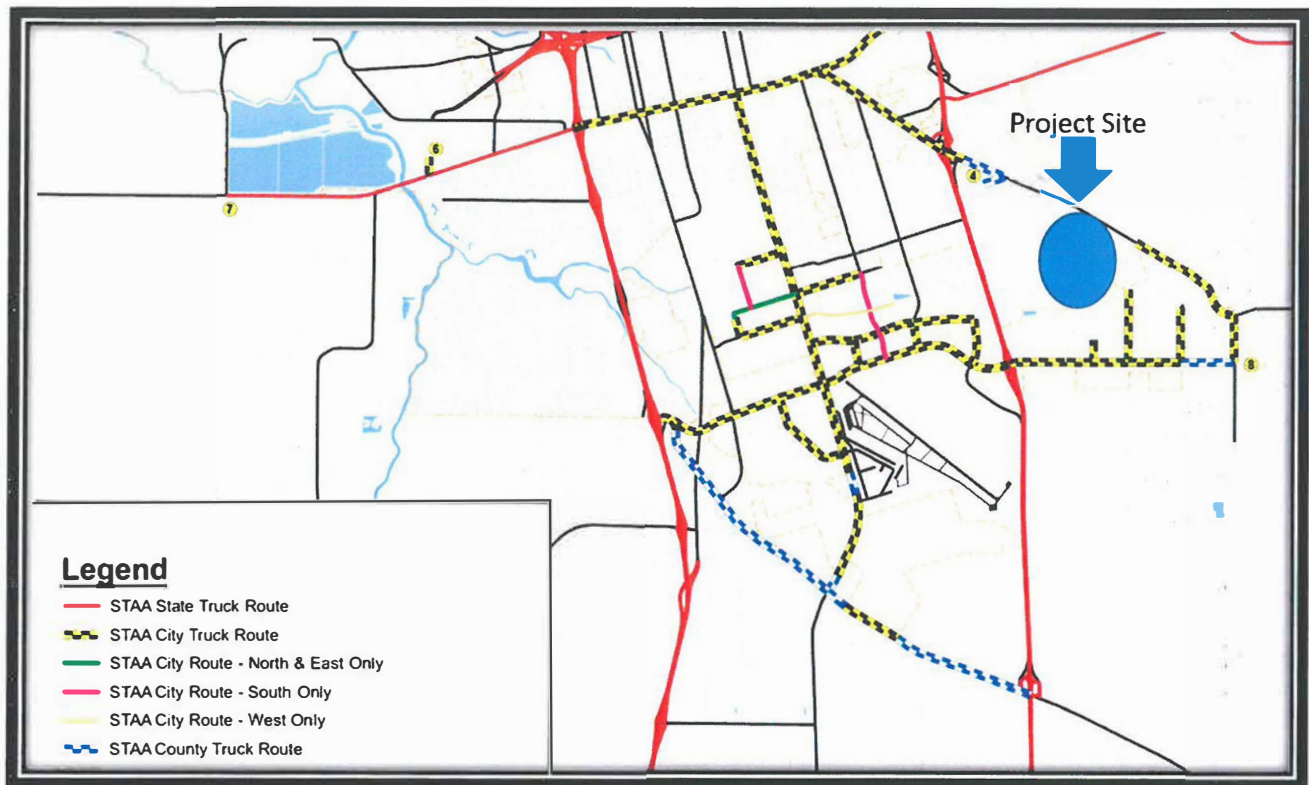 Project Site
6
4
7
8
Legend
STAA State Truck Route
STAA City Truck Route
STAA City Route - North & East Only
STAA City Route - South Only
STAA City Route - West Only
STAA County Truck Route